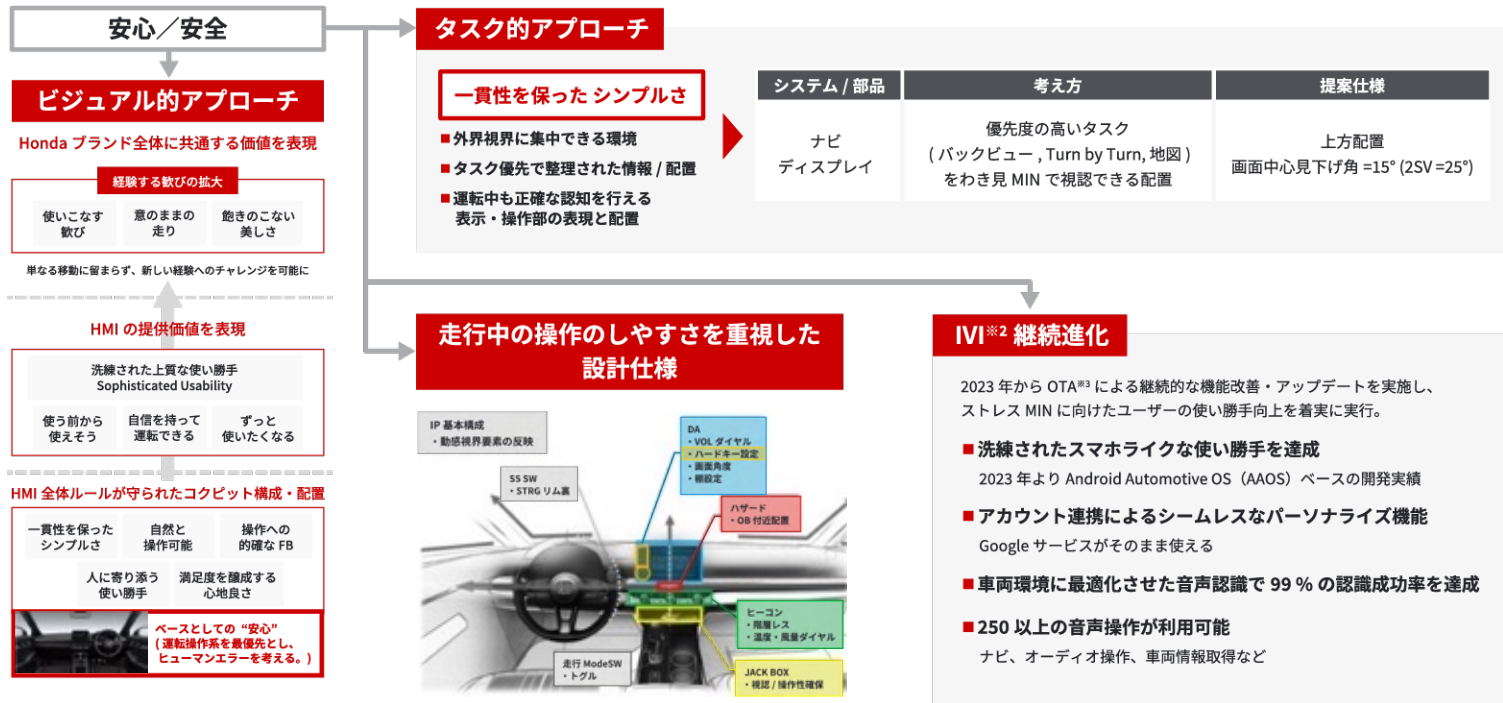 安心／安全
ビジュアル的アプローチ
Honda ブランド全体に共通する価値を表現
経験する歓びの拡大
使いこなす
歓び
意のままの
走り
飽きのこない
美しさ
単なる移動に留まらず、新しい経験へのチャレンジを可能に
HMI の提供価値を表現
洗練された上質な使い勝手
Sophisticated Usability
使う前から
使えそう
自信を持って
運転できる
ずっと
使いたくなる
HMI 全体ルールが守られたコクピット構成・配置
一貫性を保った
シンプルさ
自然と
操作可能
操作への
的確な FB
人に寄り添う
使い勝手
満足度を醸成する
心地良さ
ベースとしての “安心”
( 運転操作系を最優先とし、
ヒューマンエラーを考える。)
タスク的アプローチ
一貫性を保った シンプルさ
■外界視界に集中できる環境
■タスク優先で整理された情報 / 配置
■運転中も正確な認知を行える
表示・操作部の表現と配置
システム / 部品
考え方
提案仕様
ナビ
ディスプレイ
優先度の高いタスク
( バックビュー , Turn by Turn, 地図 )
をわき見 MIN で視認できる配置
上方配置
画面中心見下げ角 =15° (2SV =25°)
走行中の操作のしやすさを重視した
設計仕様
IP 基本構成
・動感視界要素の反映
SS SW
・STRG リム裏
DA
・VOL ダイヤル
・ハードキー設定
・画面角度
・棚設定
ハザード
・OB 付近配置
ヒーコン
・階層レス
・温度・風量ダイヤル
走行 ModeSW
・トグル
JACK BOX
・視認 / 操作性確保
IVI※2 継続進化
2023 年から OTA※3 による継続的な機能改善・アップデートを実施し、
ストレス MIN に向けたユーザーの使い勝手向上を着実に実行。
■洗練されたスマホライクな使い勝手を達成
2023 年より Android Automotive OS（AAOS）ベースの開発実績
■アカウント連携によるシームレスなパーソナライズ機能
Google サービスがそのまま使える
■車両環境に最適化させた音声認識で 99 % の認識成功率を達成
■250 以上の音声操作が利用可能
ナビ、オーディオ操作、車両情報取得など